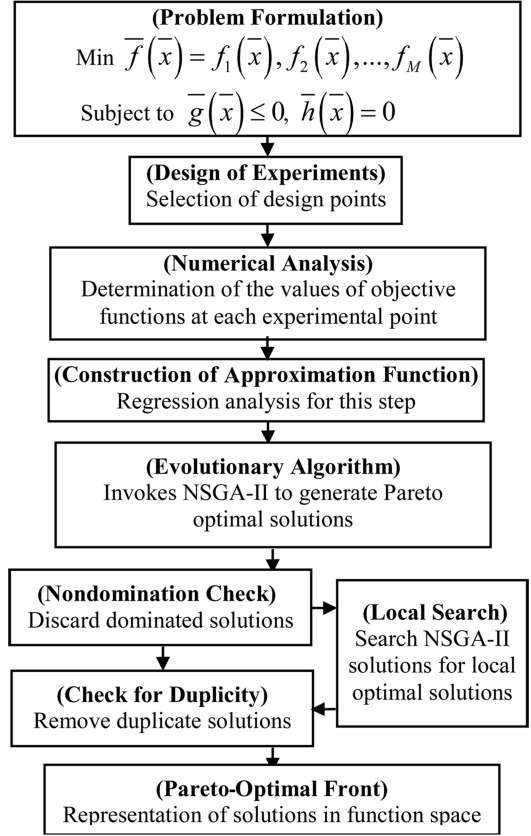 (Problem Formulation)
Min f̅(x̅) = f₁(x̅), f₂(x̅),..., f_M(x̅)
Subject to g̅(x̅) ≤ 0, h̅(x̅) = 0
(Design of Experiments)
Selection of design points
(Numerical Analysis)
Determination of the values of objective
functions at each experimental point
(Construction of Approximation Function)
Regression analysis for this step
(Evolutionary Algorithm)
Invokes NSGA-II to generate Pareto
optimal solutions
(Nondomination Check)
Discard dominated solutions
(Local Search)
Search NSGA-II
solutions for local
optimal solutions
(Check for Duplicity)
Remove duplicate solutions
(Pareto-Optimal Front)
Representation of solutions in function space